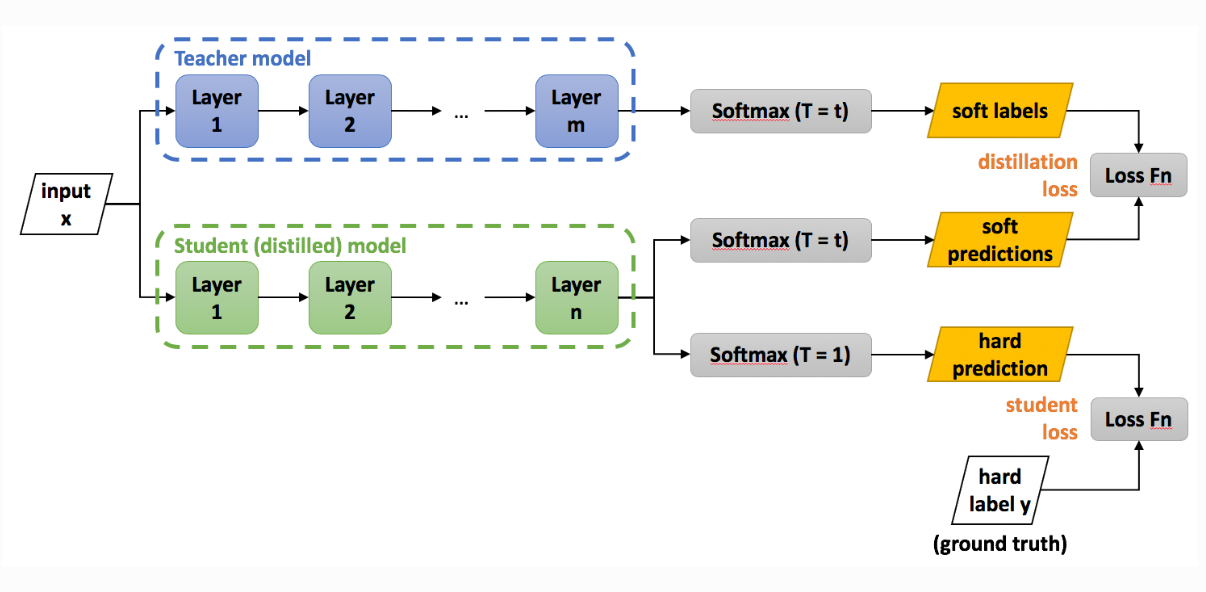 Teacher model
Layer
1
Layer
2
...
Layer
m
Softmax (T = t)
soft labels
distillation
loss
Loss Fn
input
x
Student (distilled) model
Layer
1
Layer
2
...
Layer
n
Softmax (T = t)
soft
predictions
Softmax (T = 1)
hard
prediction
student
loss
Loss Fn
hard
label y
(ground truth)